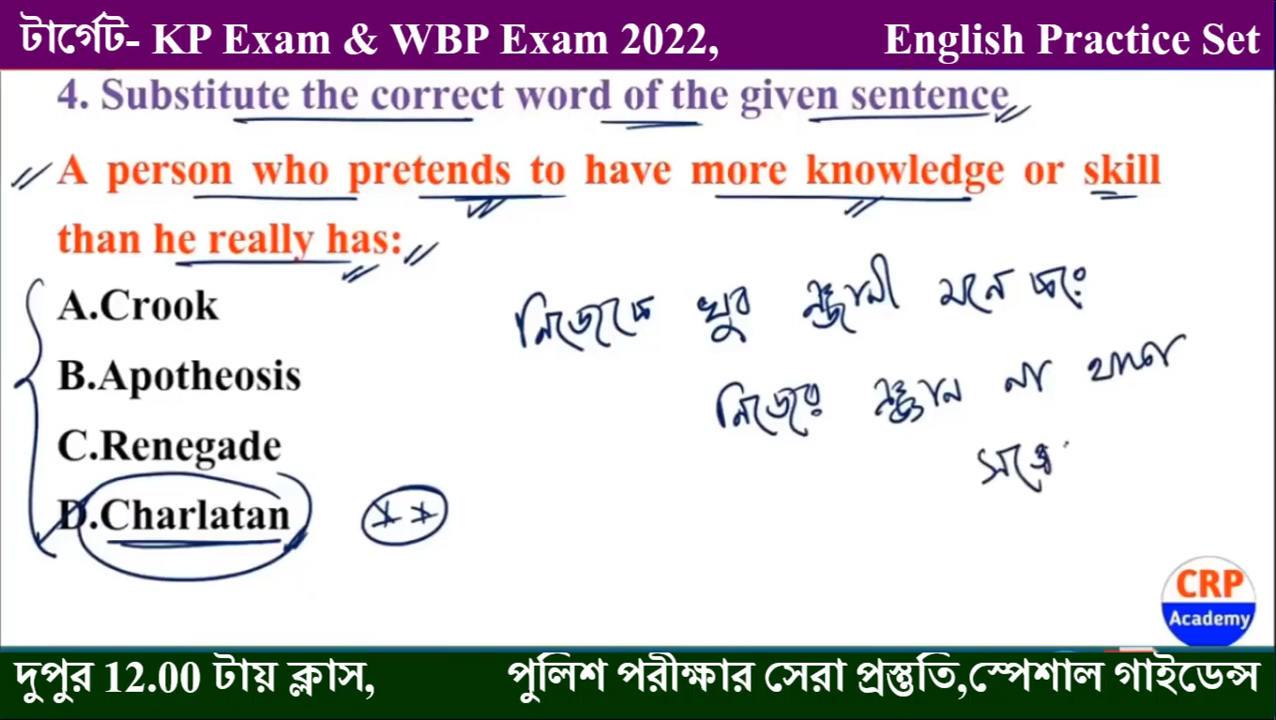 টার্গেট- KP Exam & WBP Exam 2022, English Practice Set
4. Substitute the correct word of the given sentence
A person who pretends to have more knowledge or skill
than he really has:
A.Crook
B.Apotheosis
C.Renegade
D.Charlatan
নিজেকে খুব জ্ঞানী মনে করে
নিজের জ্ঞান না থাকা
সত্ত্বে
CRP
Academy
দুপুর 12.00 টায় ক্লাস, পুলিশ পরীক্ষার সেরা প্রস্তুতি,স্পেশাল গাইডেন্স